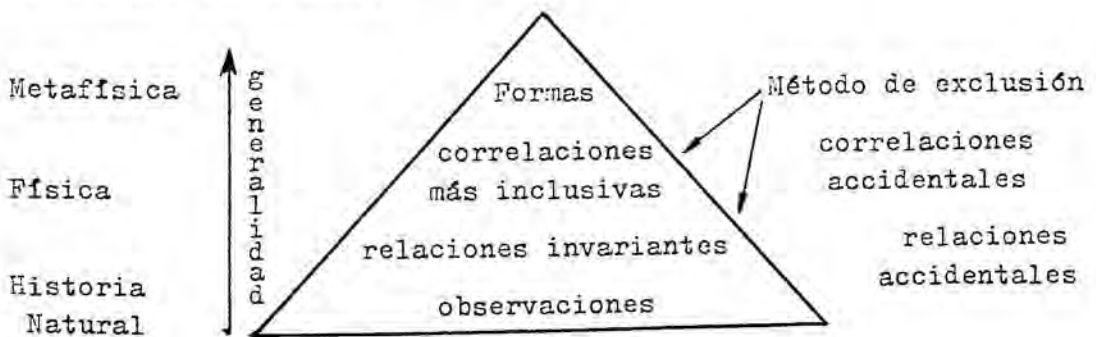 Metafísica
Física
Historia
Natural
generalidad
Formas
correlaciones
más inclusivas
relaciones invariantes
observaciones
Método de exclusión
correlaciones
accidentales
relaciones
accidentales